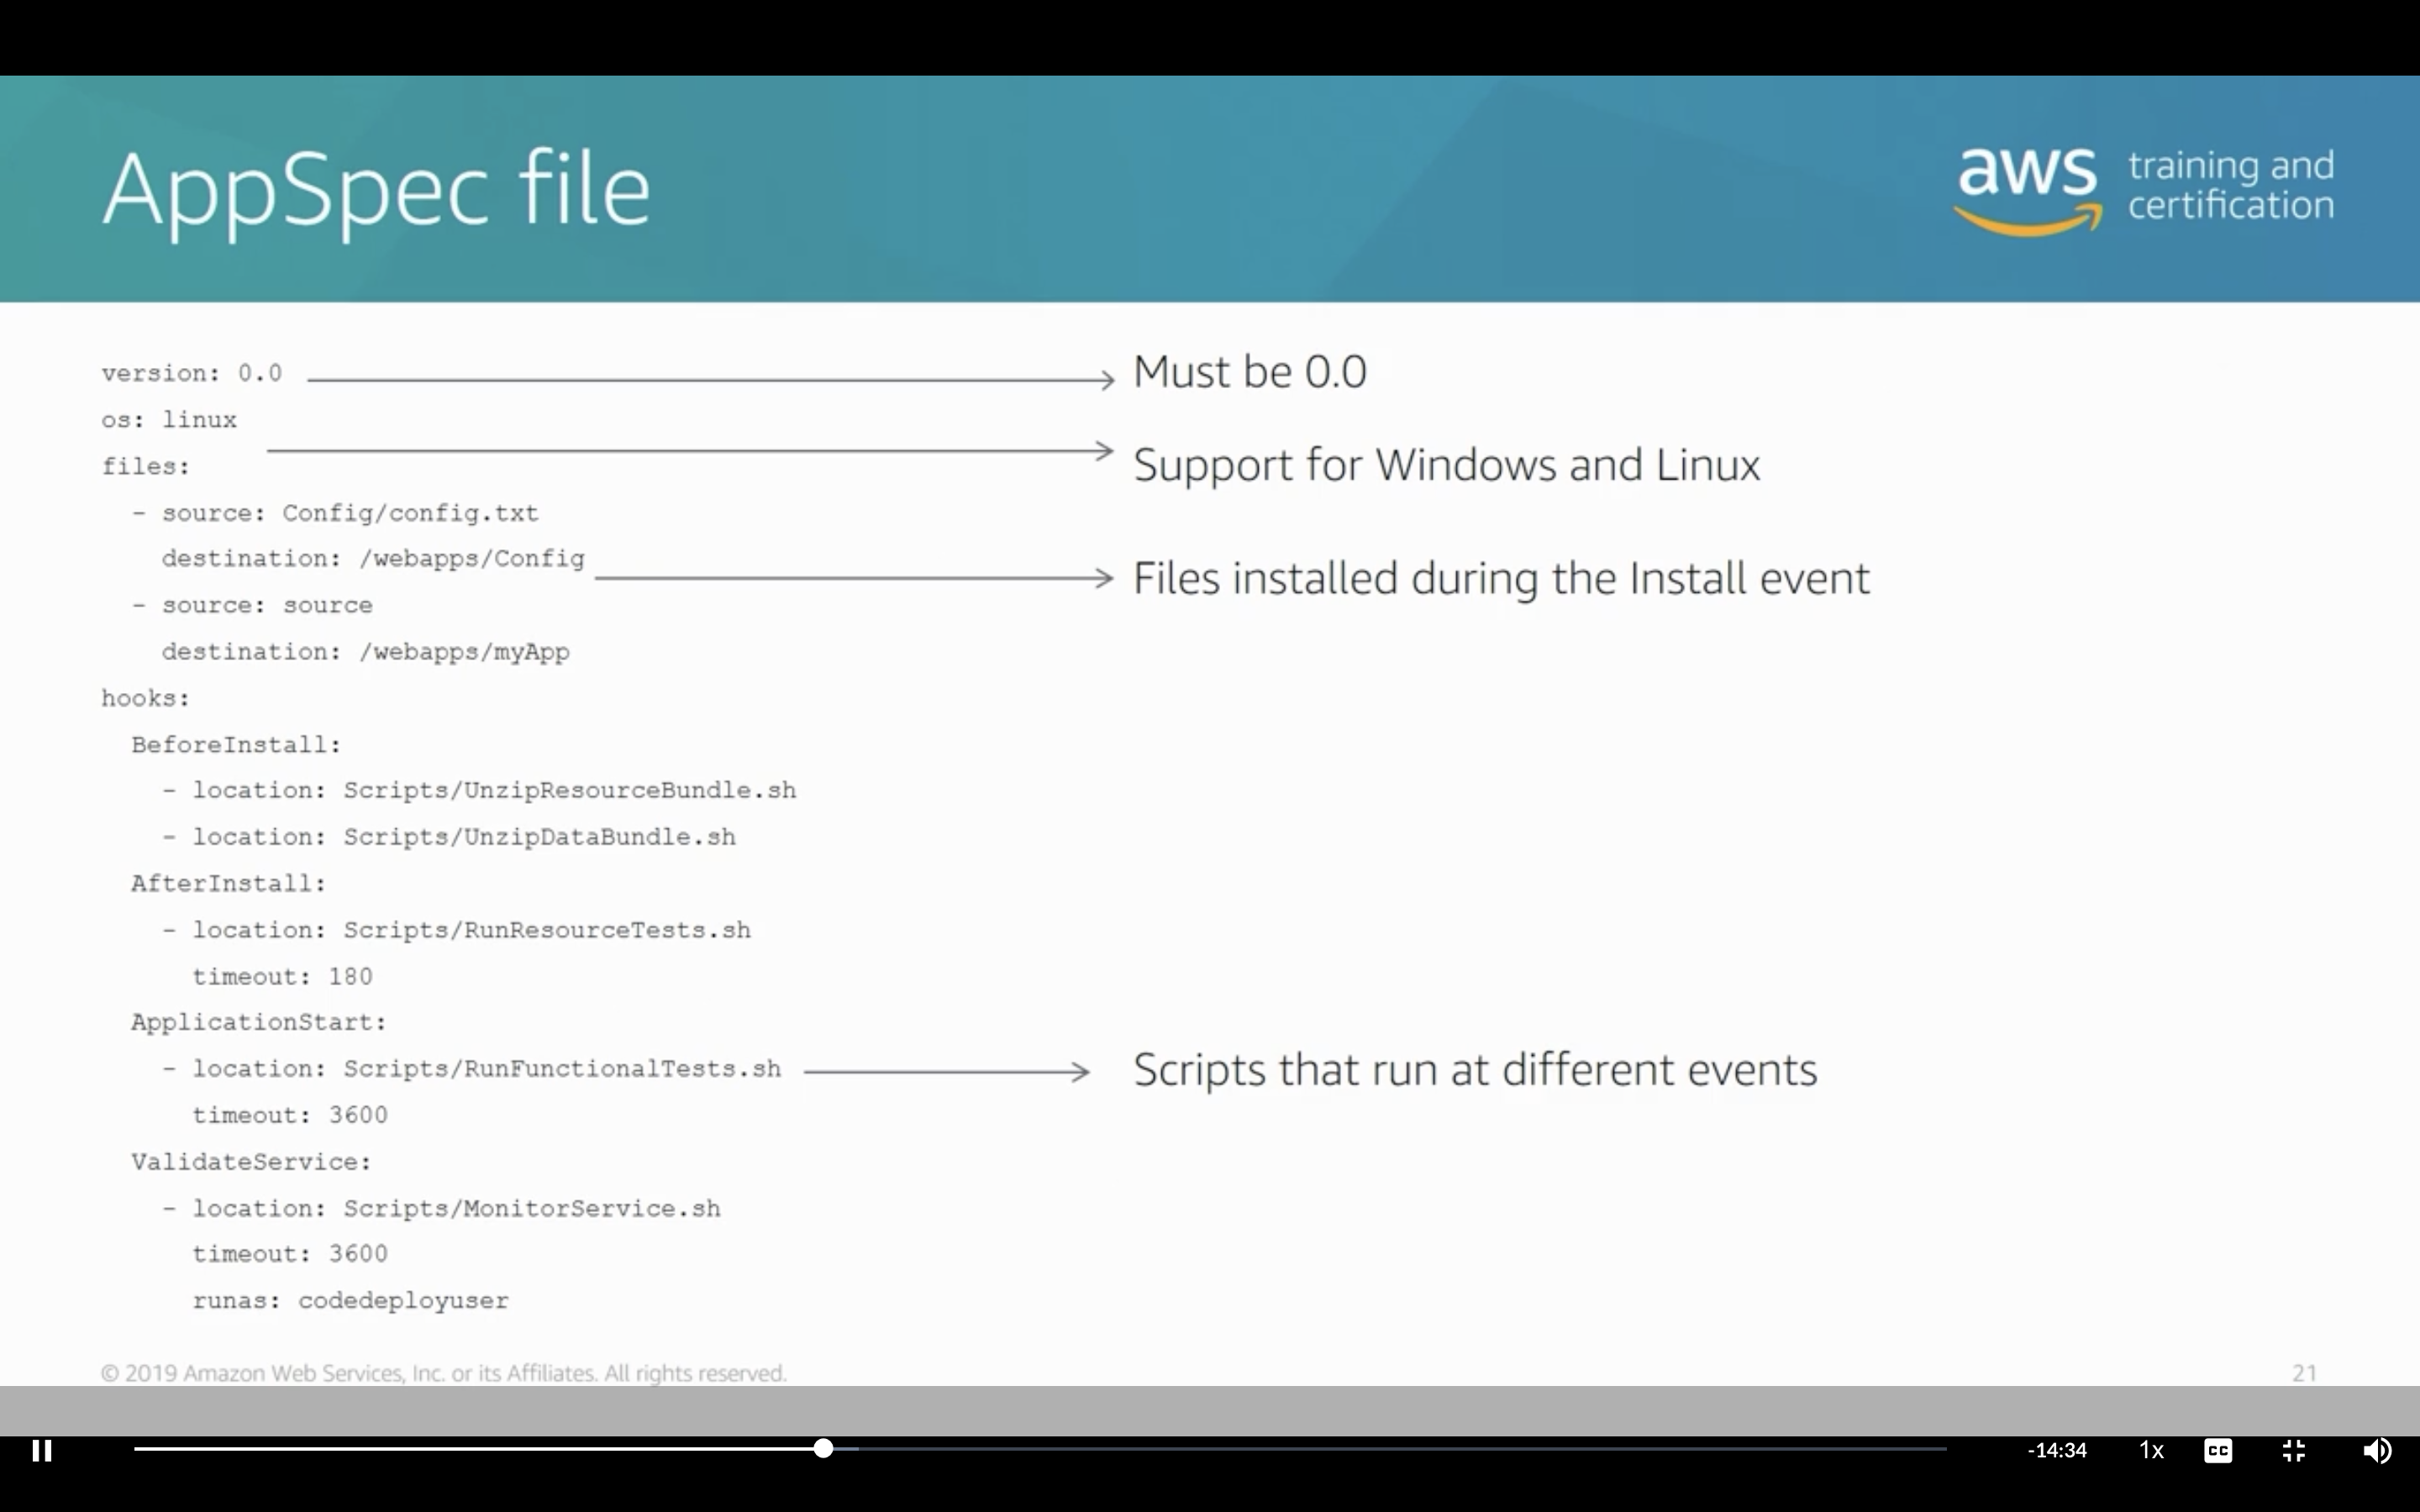 AppSpec file
aws training and
certification
version: 0.0
Must be 0.0
os: linux
Support for Windows and Linux
files:
- source: Config/config.txt
destination: /webapps/Config
Files installed during the Install event
- source: source
destination: /webapps/myApp
hooks:
BeforeInstall:
- location: Scripts/UnzipResourceBundle.sh
- location: Scripts/UnzipDataBundle.sh
AfterInstall:
- location: Scripts/RunResourceTests.sh
timeout: 180
ApplicationStart:
- location: Scripts/RunFunctionalTests.sh
Scripts that run at different events
timeout: 3600
ValidateService:
- location: Scripts/MonitorService.sh
timeout: 3600
runas: codedeployuser
© 2019 Amazon Web Services, Inc. or its Affiliates. All rights reserved.
21
-14:34
1x
CC